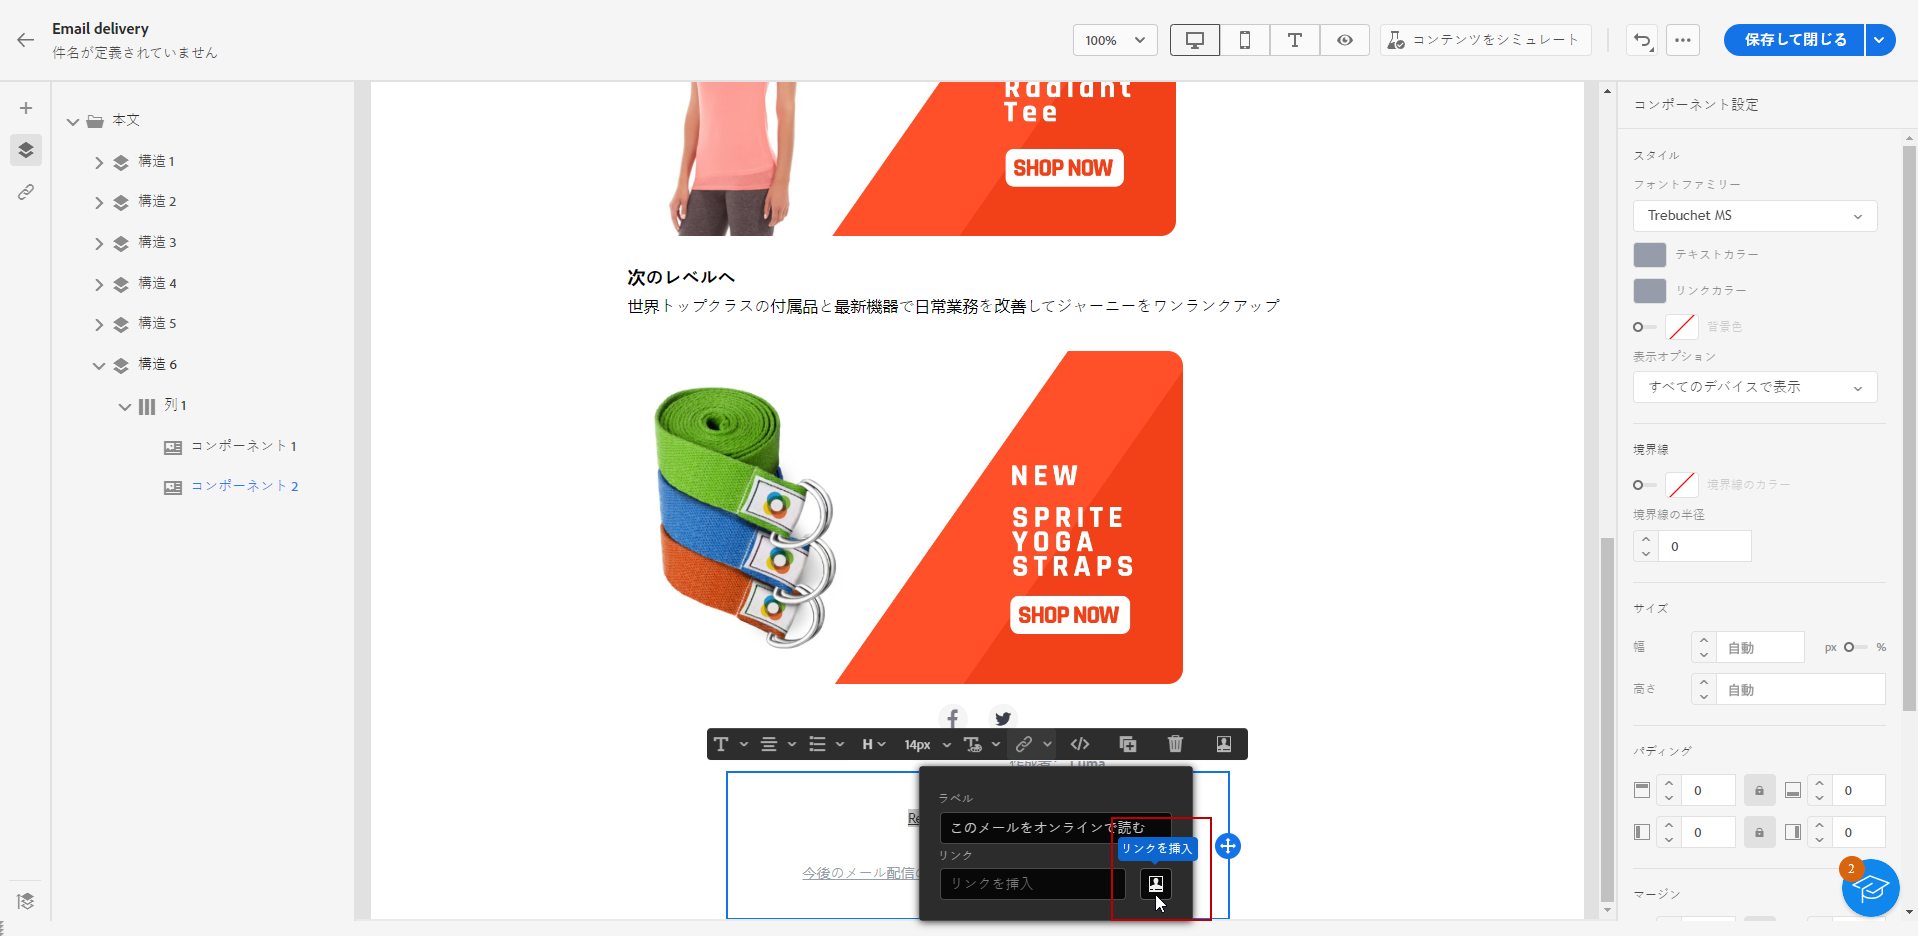 Email delivery
件名が定義されていません
100%
コンテンツをシミュレート
保存して閉じる
本文
構造 1
構造 2
構造 3
構造 4
構造 5
構造 6
列 1
コンポーネント 1
コンポーネント 2
Radiant
Tee
SHOP NOW
次のレベルへ
世界トップクラスの付属品と最新機器で日常業務を改善してジャーニーをワンランクアップ
NEW
SPRITE
YOGA
STRAPS
SHOP NOW
H
14px
作成者: Luma
ラベル
Re
このメールをオンラインで読む
リンクを挿入
リンク
今後のメール配信の
リンクを挿入
コンポーネント設定
スタイル
フォントファミリー
Trebuchet MS
テキストカラー
リンクカラー
背景色
表示オプション
すべてのデバイスで表示
境界線
境界線のカラー
境界線の半径
0
サイズ
幅
自動
px
%
高さ
自動
パディング
0
0
0
0
2
マージン